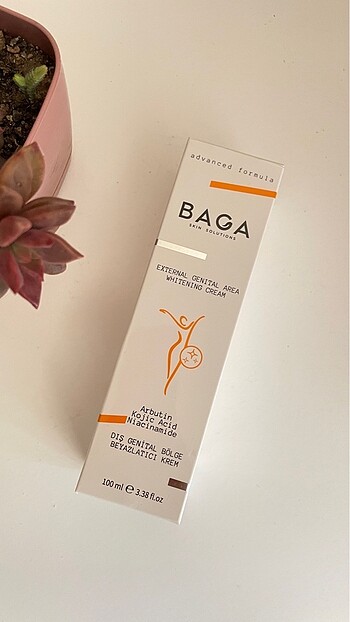 advanced formula
BAGA
SKIN SOLUTIONS
EXTERNAL GENITAL AREA
WHITENING CREAM
Arbutin
Kojic Acid
Niacinamide
DIŞ GENİTAL BÖLGE
BEYAZLATICI KREM
100 ml ℮ 3.38 fl.oz